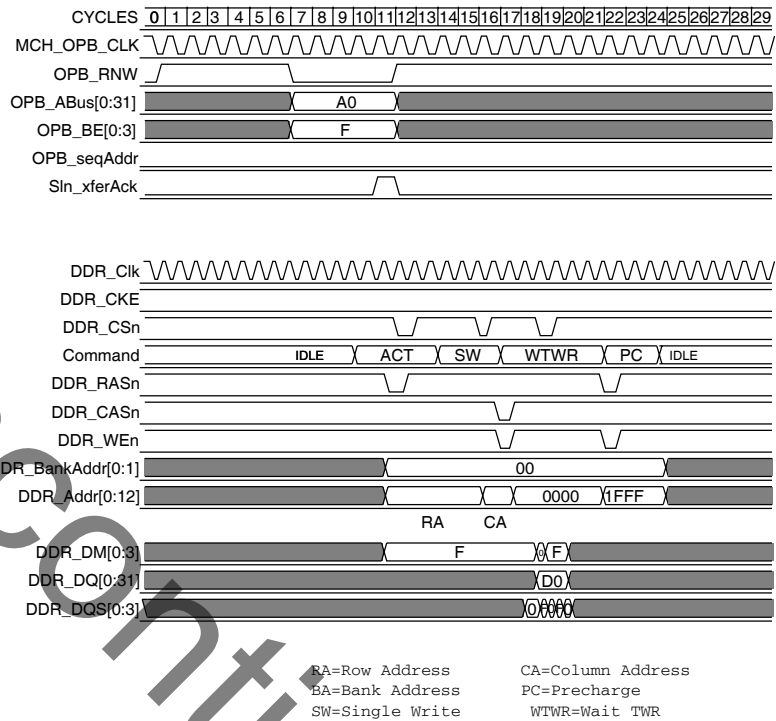 CYCLES 0 1 2 3 4 5 6 7 8 9 10 11 12 13 14 15 16 17 18 19 20 21 22 23 24 25 26 27 28 29
MCH_OPB_CLK
OPB_RNW
OPB_ABus[0:31] A0
OPB_BE[0:3] F
OPB_seqAddr
Sln_xferAck
DDR_Clk
DDR_CKE
DDR_CSn
Command IDLE ACT SW WTWR PC IDLE
DDR_RASn
DDR_CASn
DDR_WEn
DR_BankAddr[0:1] 00
DDR_Addr[0:12] 0000 1FFF
RA CA
DDR_DM[0:3] F 0 F
DDR_DQ[0:31] D0
DDR_DQS[0:3] 0 F 0 F 0
RA=Row Address CA=Column Address
BA=Bank Address PC=Precharge
SW=Single Write WTWR=Wait TWR